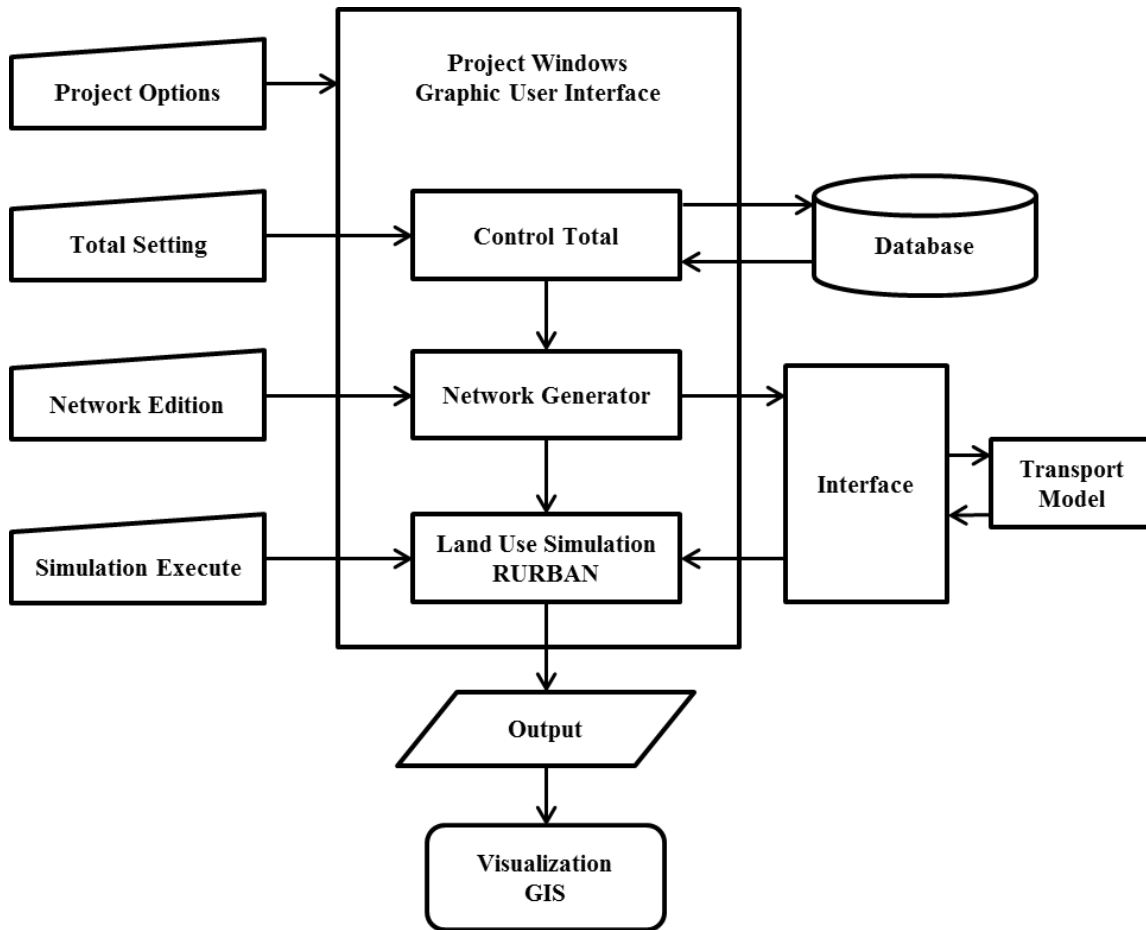 Project Options
Project Windows
Graphic User Interface
Total Setting
Control Total
Database
Network Edition
Network Generator
Interface
Transport
Model
Simulation Execute
Land Use Simulation
RURBAN
Output
Visualization
GIS